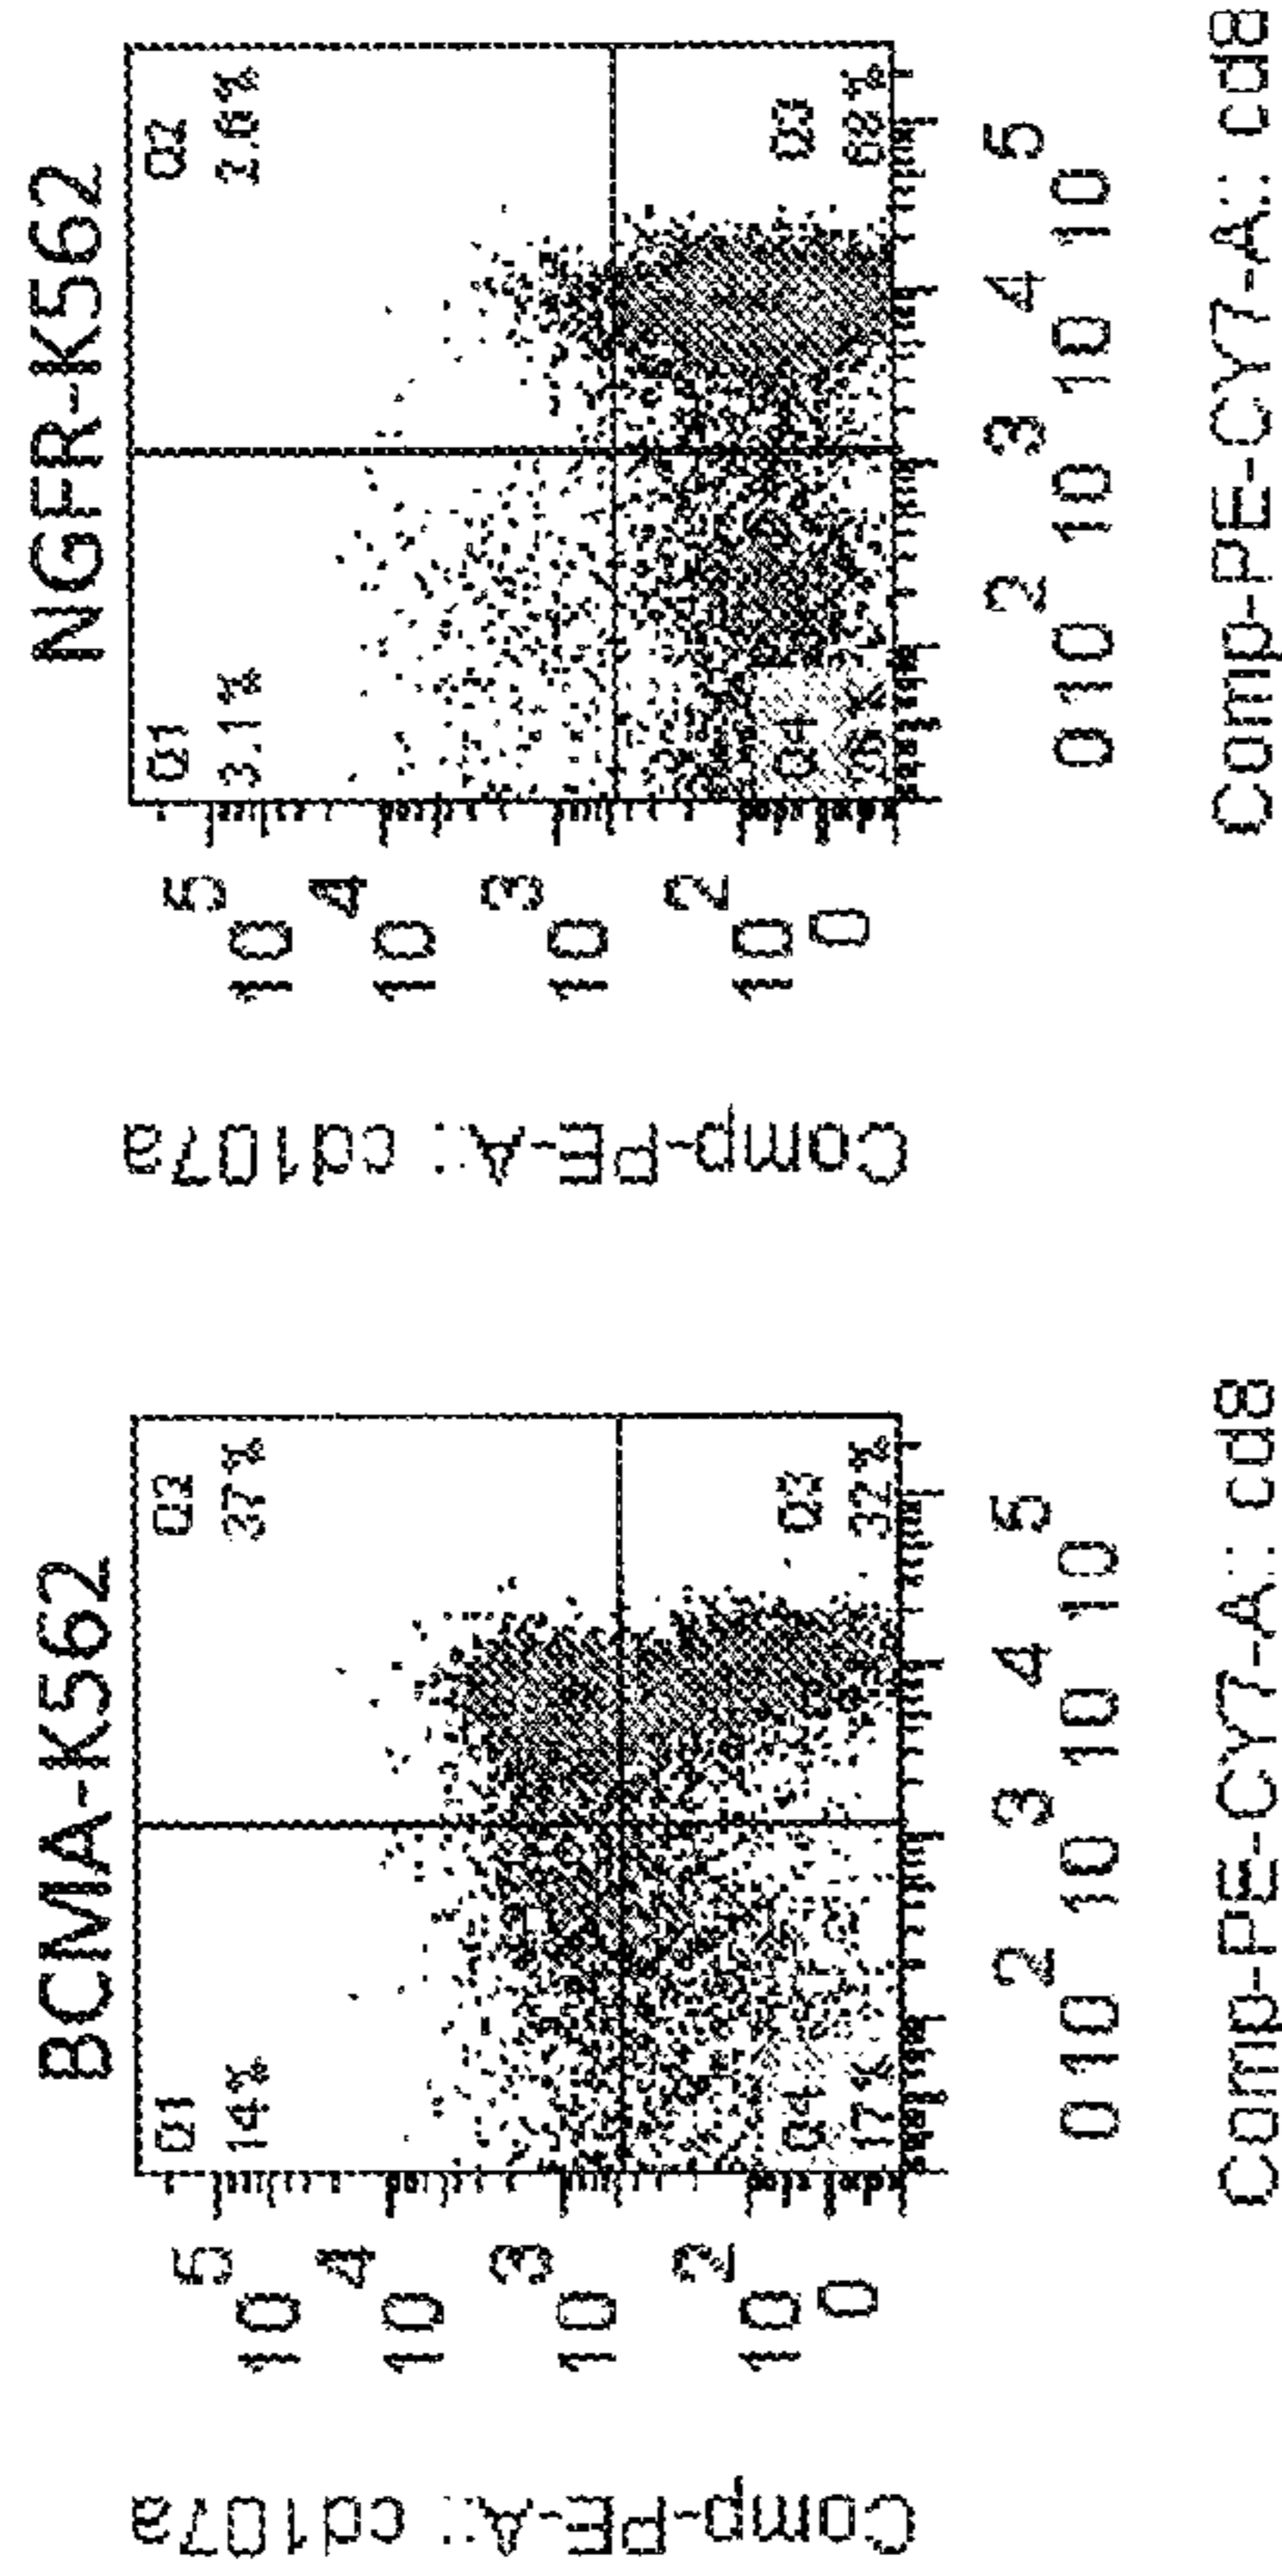 BCMA-K562
Comp-PE-A:: cd107a
10 5
10 4
10 3
10 2
0
Q1
14%
Q2
37%
Q4
17%
Q3
32%
0 10 2 10 3 10 4 10 5
Comp-PE-CY7-A:: cd8
NGFR-K562
Comp-PE-A:: cd107a
10 5
10 4
10 3
10 2
0
Q1
3.1%
Q2
2.6%
Q4
Q3
68%
0 10 2 10 3 10 4 10 5
Comp-PE-CY7-A:: cd8